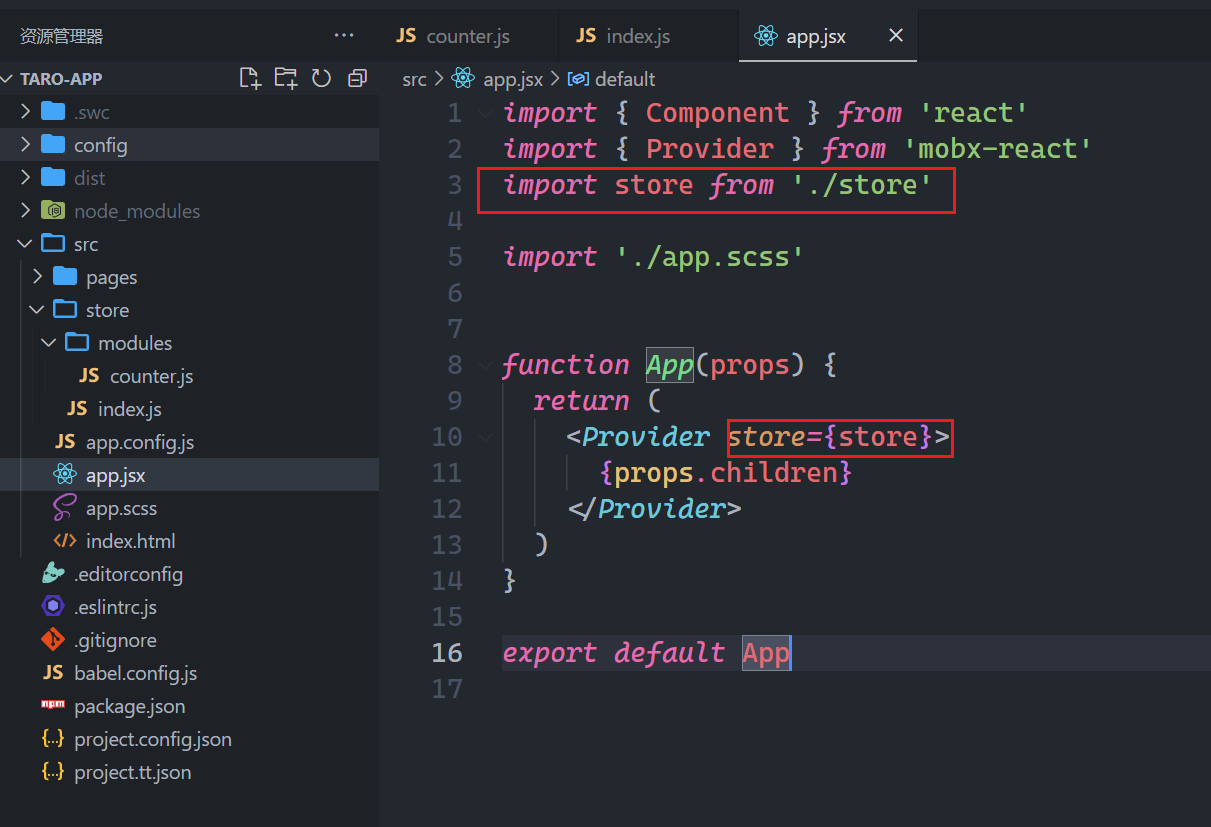 资源管理器 ...
TARO-APP
.swc
config
dist
node_modules
src
pages
store
modules
JS counter.js
JS index.js
JS app.config.js
app.jsx
app.scss
index.html
.editorconfig
.eslintrc.js
.gitignore
JS babel.config.js
package.json
{..} project.config.json
{..} project.tt.json
JS counter.js JS index.js app.jsx ×
src > app.jsx > default
1 import { Component } from 'react'
2 import { Provider } from 'mobx-react'
3 import store from './store'
4
5 import './app.scss'
6
7
8 function App(props) {
9 return (
10 <Provider store={store}>
11 {props.children}
12 </Provider>
13 )
14 }
15
16 export default App
17